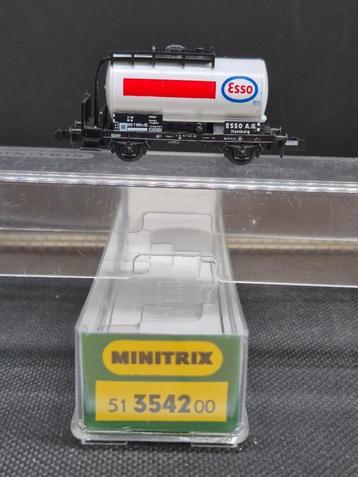 Esso
ESSO A.G.
Hamburg
MINITRIX
51 3542 00